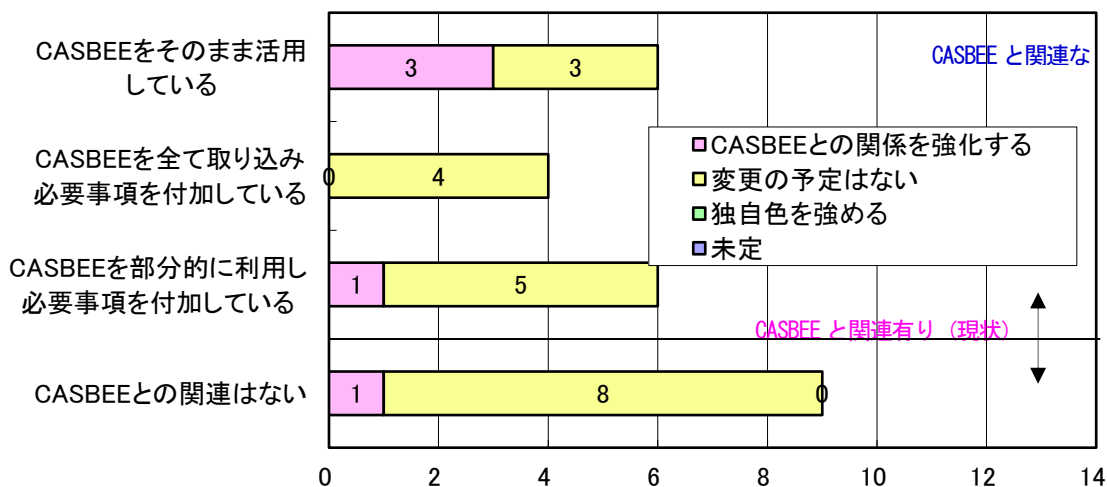 CASBEEをそのまま活用
している
3
3
CASBEE と関連な
CASBEEを全て取り込み
必要事項を付加している
0
4
CASBEEとの関係を強化する
変更の予定はない
独自色を強める
未定
CASBEEを部分的に利用し
必要事項を付加している
1
5
CASBEE と関連有り（現状）
CASBEEとの関連はない
1
8
0
0 2 4 6 8 10 12 14